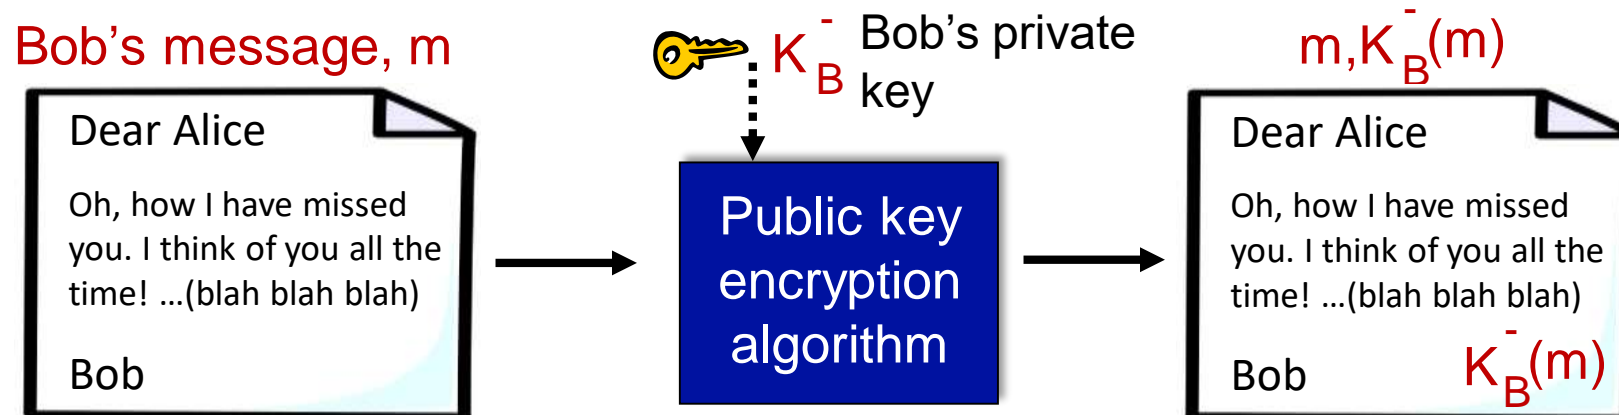 Bob’s message, m
Dear Alice
Oh, how I have missed
you. I think of you all the
time! ...(blah blah blah)
Bob
K B - Bob’s private
key
Public key
encryption
algorithm
m,K B - (m)
Dear Alice
Oh, how I have missed
you. I think of you all the
time! ...(blah blah blah)
Bob K B - (m)